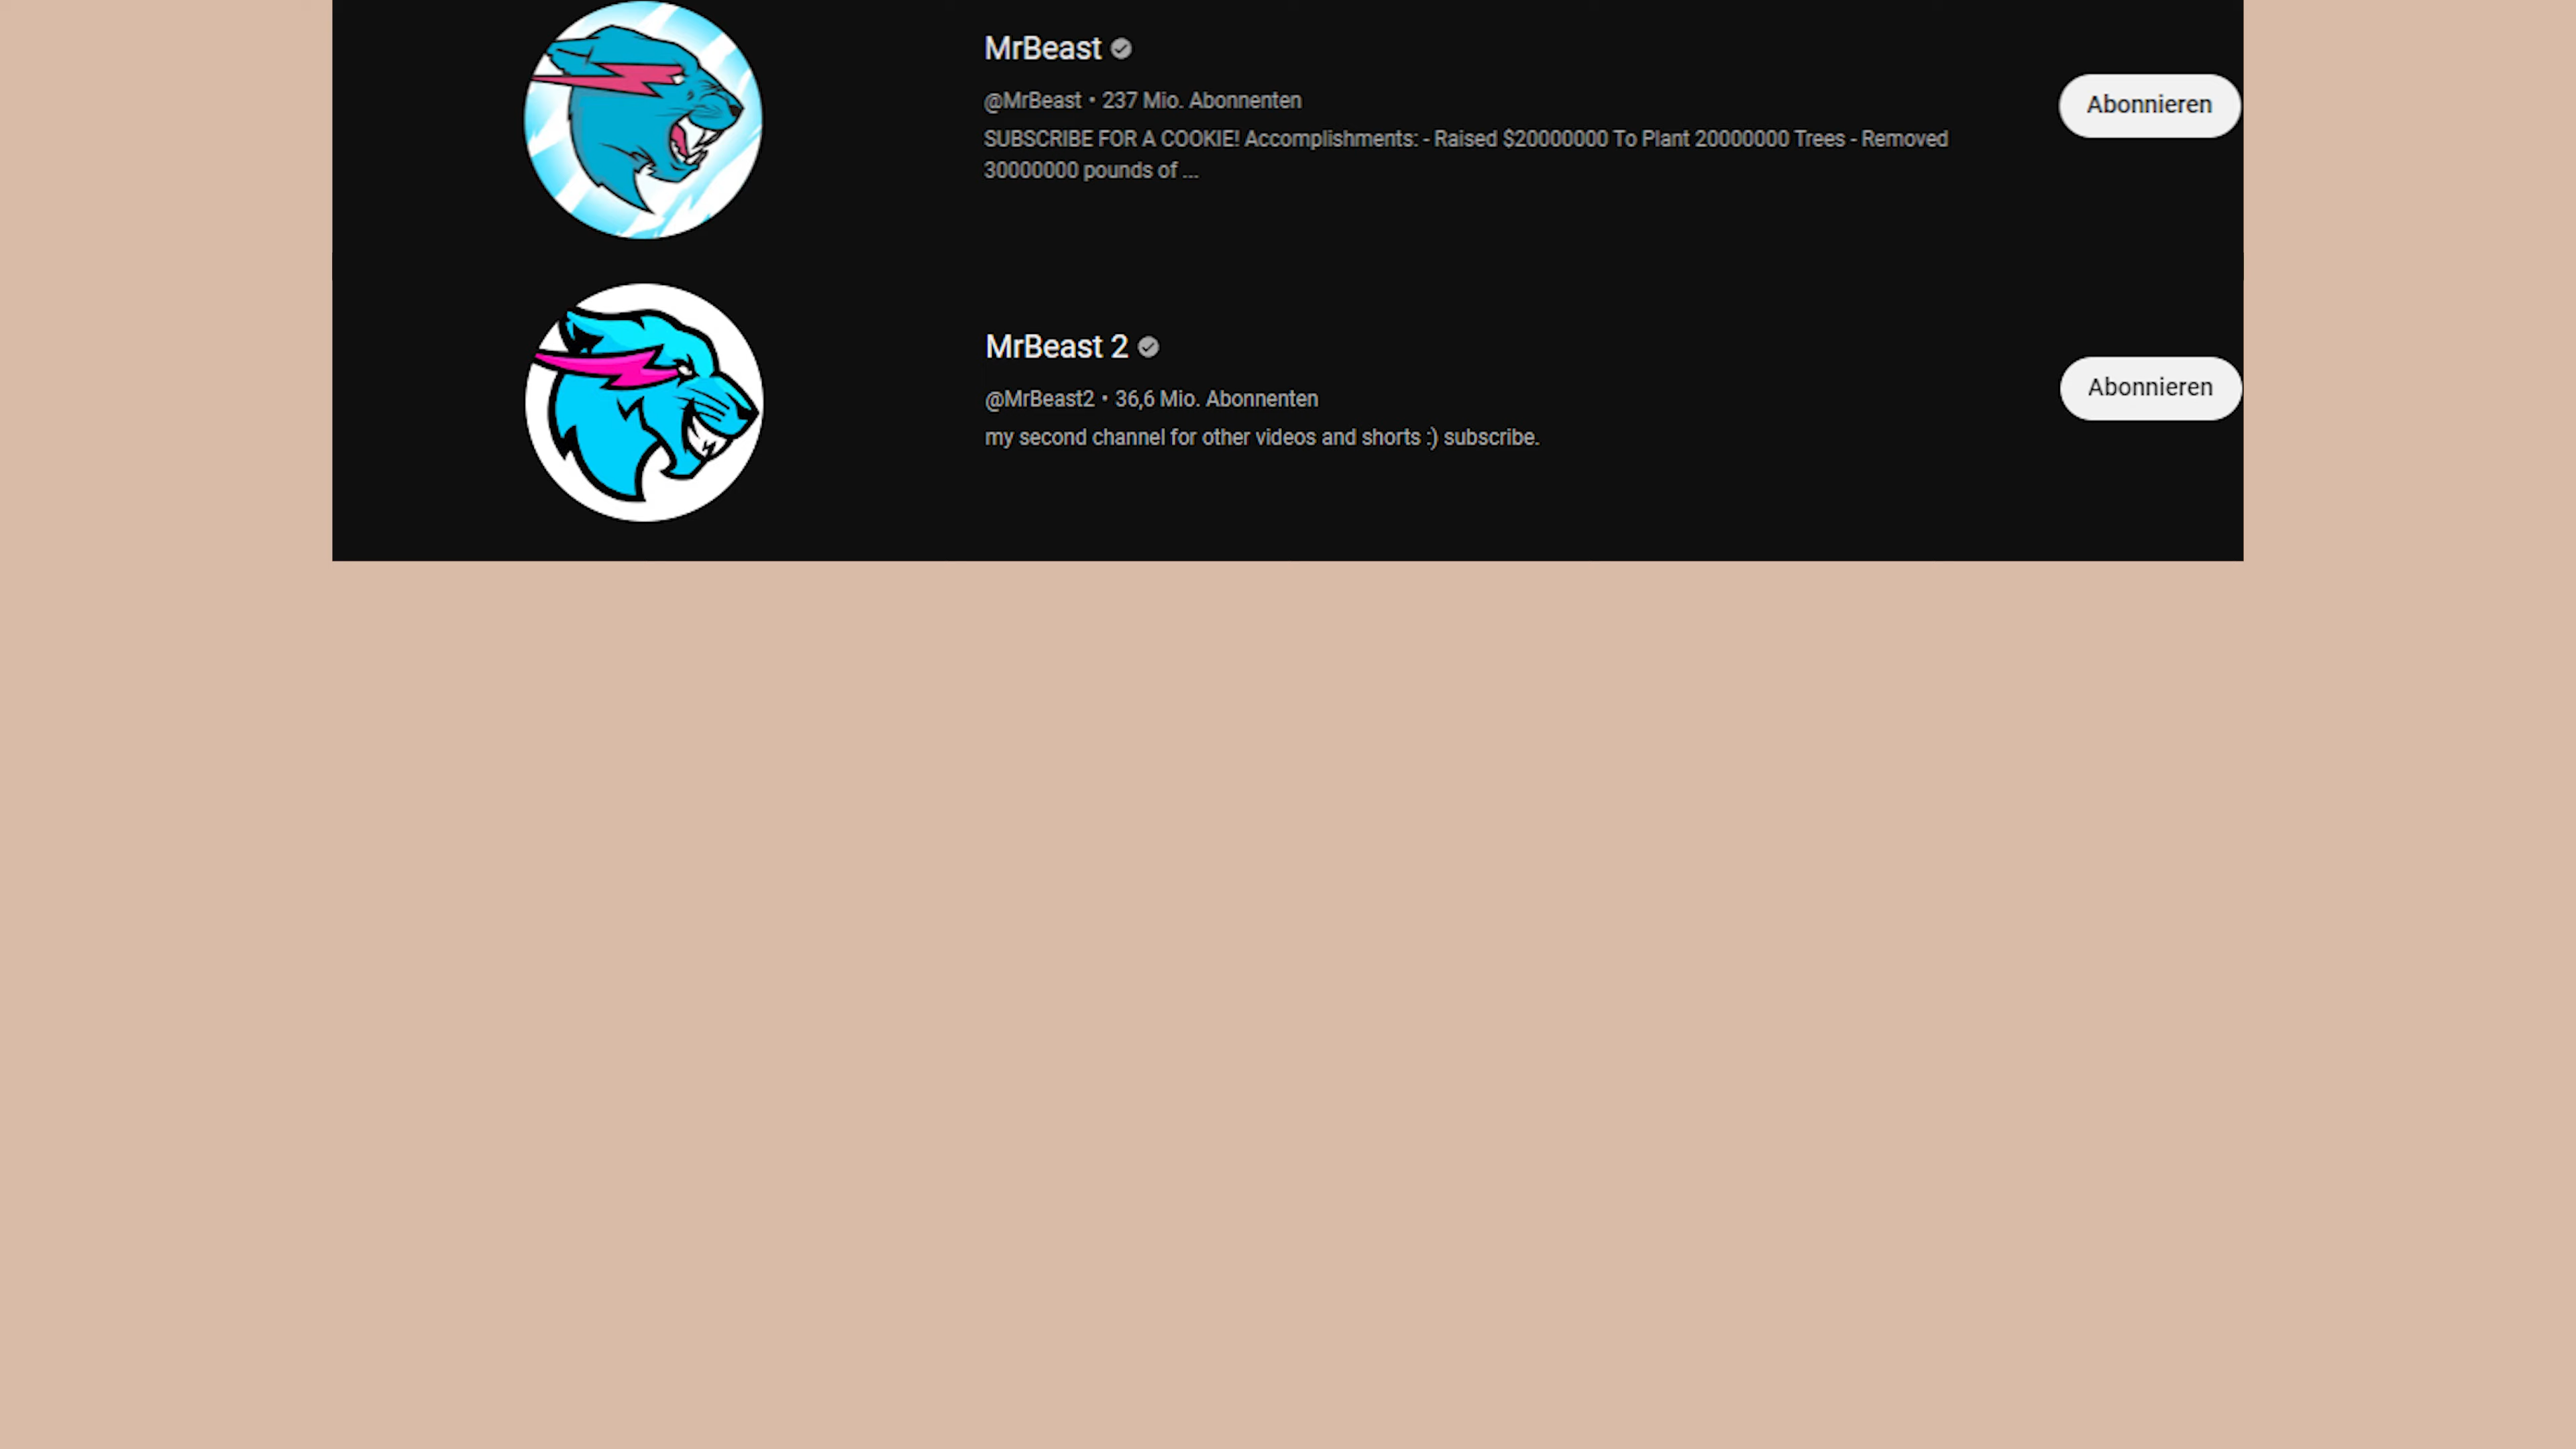 MrBeast
@MrBeast • 237 Mio. Abonnenten
SUBSCRIBE FOR A COOKIE! Accomplishments: - Raised $20000000 To Plant 20000000 Trees - Removed
30000000 pounds of ...
Abonnieren
MrBeast 2
@MrBeast2 • 36,6 Mio. Abonnenten
my second channel for other videos and shorts :) subscribe.
Abonnieren